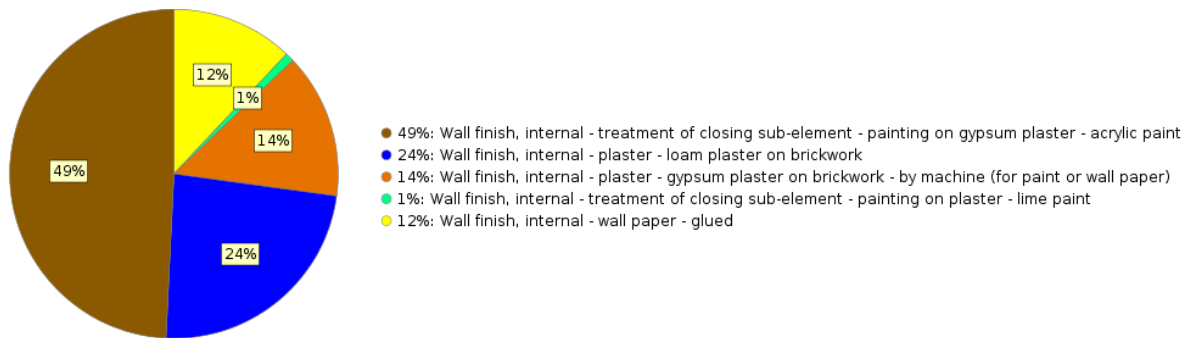 12%
1%
14%
49%
24%
49%: Wall finish, internal - treatment of closing sub-element - painting on gypsum plaster - acrylic paint
24%: Wall finish, internal - plaster - loam plaster on brickwork
14%: Wall finish, internal - plaster - gypsum plaster on brickwork - by machine (for paint or wall paper)
1%: Wall finish, internal - treatment of closing sub-element - painting on plaster - lime paint
12%: Wall finish, internal - wall paper - glued